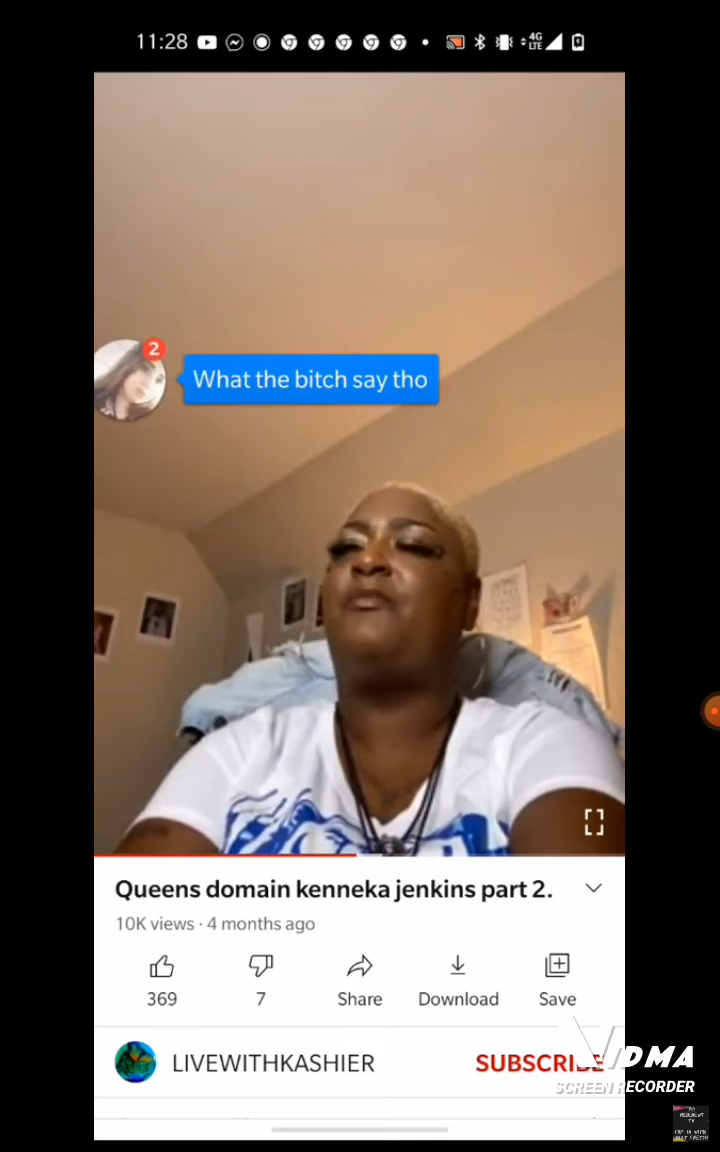 11:28
4G
LTE
2
What the bitch say tho
Queens domain kenneka jenkins part 2.
10K views · 4 months ago
369
7
Share
Download
Save
LIVEWITHKASHIER
SUBSCRIBE
VDMA
SCREEN RECORDER